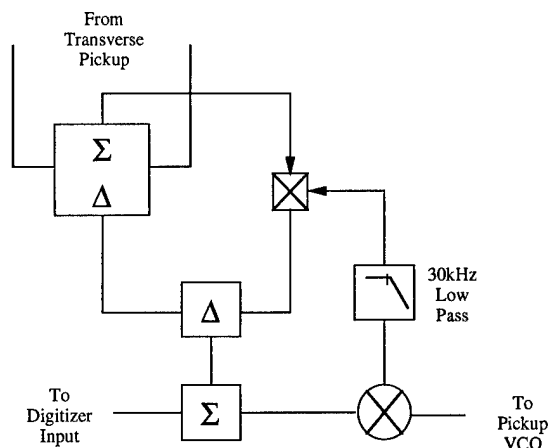 From
Transverse
Pickup
Σ
Δ
30kHz
Low
Pass
Δ
To
Digitizer
Input
Σ
To
Pickup
VCO